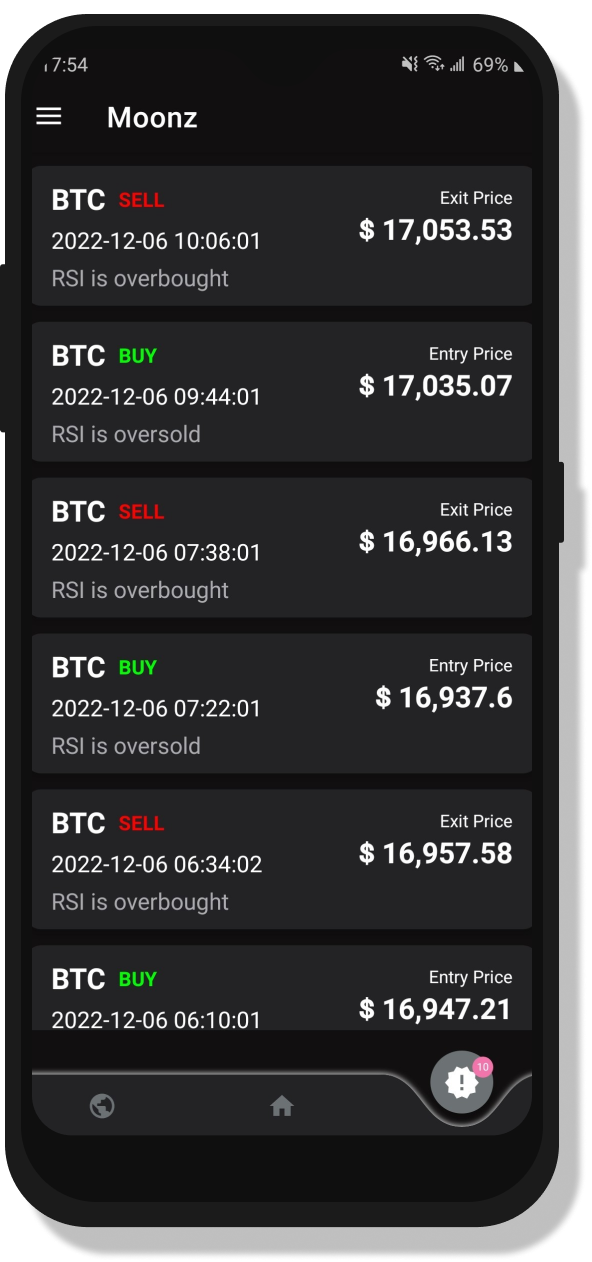 17:54
69%
Moonz
BTC SELL
Exit Price
2022-12-06 10:06:01
$ 17,053.53
RSI is overbought
BTC BUY
Entry Price
2022-12-06 09:44:01
$ 17,035.07
RSI is oversold
BTC SELL
Exit Price
2022-12-06 07:38:01
$ 16,966.13
RSI is overbought
BTC BUY
Entry Price
2022-12-06 07:22:01
$ 16,937.6
RSI is oversold
BTC SELL
Exit Price
2022-12-06 06:34:02
$ 16,957.58
RSI is overbought
BTC BUY
Entry Price
2022-12-06 06:10:01
$ 16,947.21
10